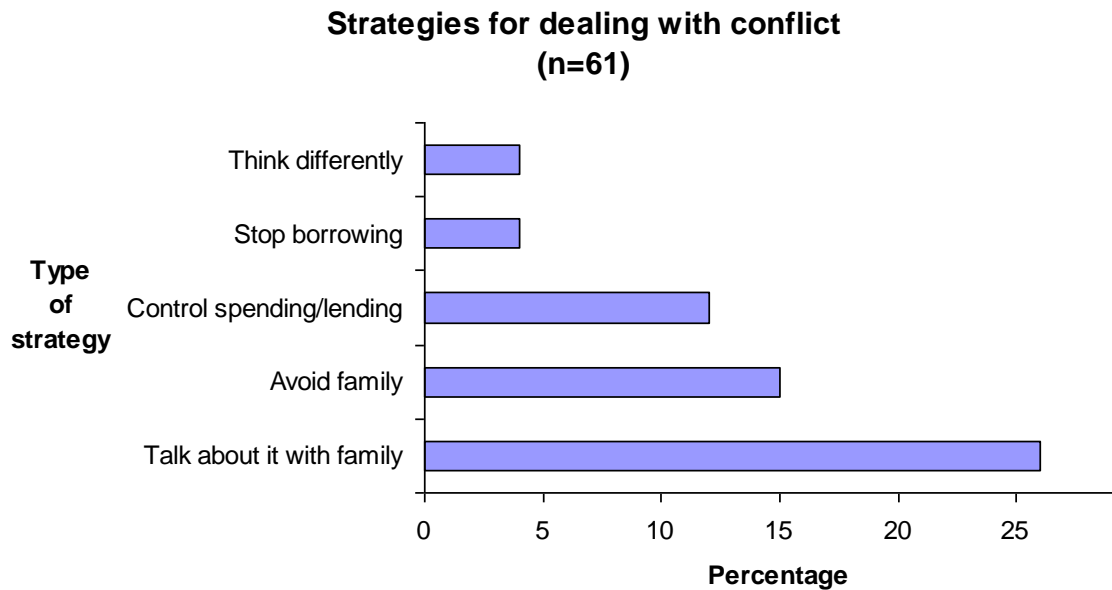 Strategies for dealing with conflict
(n=61)
Think differently
Stop borrowing
Control spending/lending
Avoid family
Talk about it with family
Type
of
strategy
0 5 10 15 20 25
Percentage